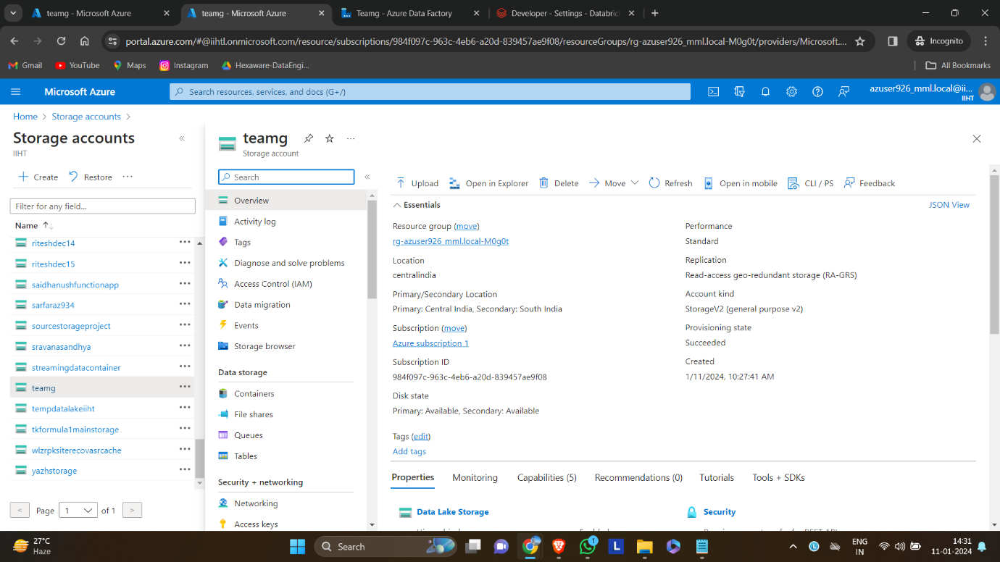 teamg - Microsoft Azure
teamg - Microsoft Azure
Teamg - Azure Data Factory
Developer - Settings - Databric
portal.azure.com/#@iihtl.onmicrosoft.com/resource/subscriptions/984f097c-963c-4eb6-a20d-839457ae9f08/resourceGroups/rg-azuser926_mml.local-M0g0t/providers/Microsoft....
Incognito
Gmail
YouTube
Maps
Instagram
Hexaware-DataEngi...
All Bookmarks
Microsoft Azure
Search resources, services, and docs (G+/)
azuser926_mml.local@ii...
IIHT
Home > Storage accounts >
Storage accounts
IIHT
Create
Restore
Filter for any field...
Name
riteshdec14
riteshdec15
saidhanushfunctionapp
sarfaraz934
sourcestorageproject
sravanasandhya
streamingdatacontainer
teamg
tempdatalakeiiht
tkformula1mainstorage
wlzrpksiterecovasrcache
yazhstorage
< Page 1 of 1 >
teamg
Storage account
Search
Overview
Activity log
Tags
Diagnose and solve problems
Access Control (IAM)
Data migration
Events
Storage browser
Data storage
Containers
File shares
Queues
Tables
Security + networking
Networking
Access keys
Upload
Open in Explorer
Delete
Move
Refresh
Open in mobile
CLI / PS
Feedback
Essentials
JSON View
Resource group (move)
rg-azuser926_mml.local-M0g0t
Location
centralindia
Primary/Secondary Location
Primary: Central India, Secondary: South India
Subscription (move)
Azure subscription 1
Subscription ID
984f097c-963c-4eb6-a20d-839457ae9f08
Disk state
Primary: Available, Secondary: Available
Tags (edit)
Add tags
Performance
Standard
Replication
Read-access geo-redundant storage (RA-GRS)
Account kind
StorageV2 (general purpose v2)
Provisioning state
Succeeded
Created
1/11/2024, 10:27:41 AM
Properties
Monitoring
Capabilities (5)
Recommendations (0)
Tutorials
Tools + SDKs
Data Lake Storage
Security
27°C
Haze
Search
1
L
L
ENG
IN
14:31
11-01-2024